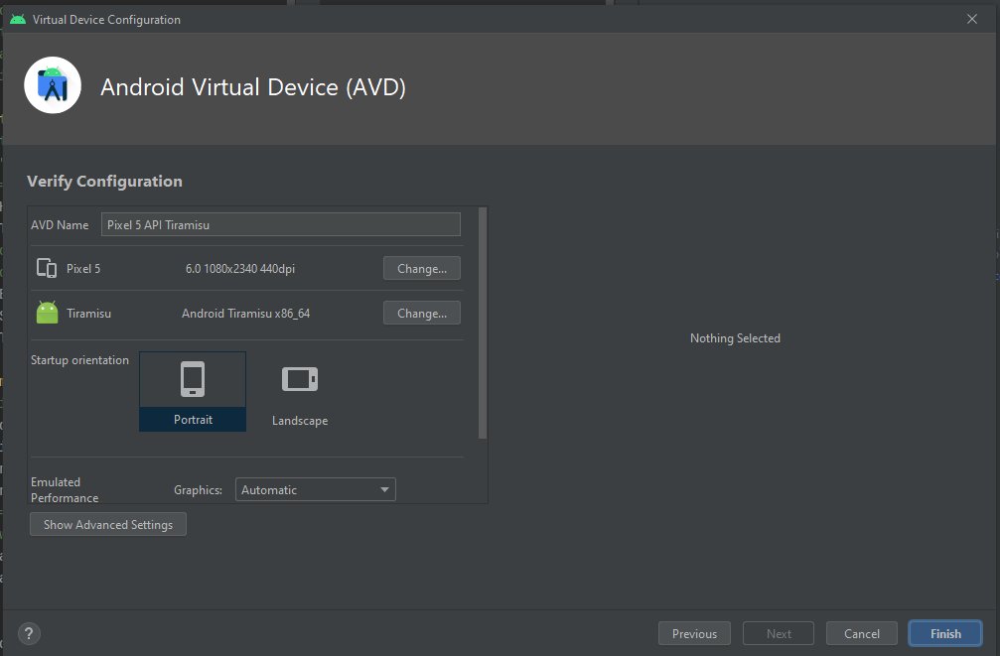 Virtual Device Configuration
Android Virtual Device (AVD)
Verify Configuration
AVD Name Pixel 5 API Tiramisu
Pixel 5 6.0 1080x2340 440dpi Change...
Tiramisu Android Tiramisu x86_64 Change...
Startup orientation
Portrait
Landscape
Nothing Selected
Emulated
Performance
Graphics: Automatic
Show Advanced Settings
? Previous Next Cancel Finish